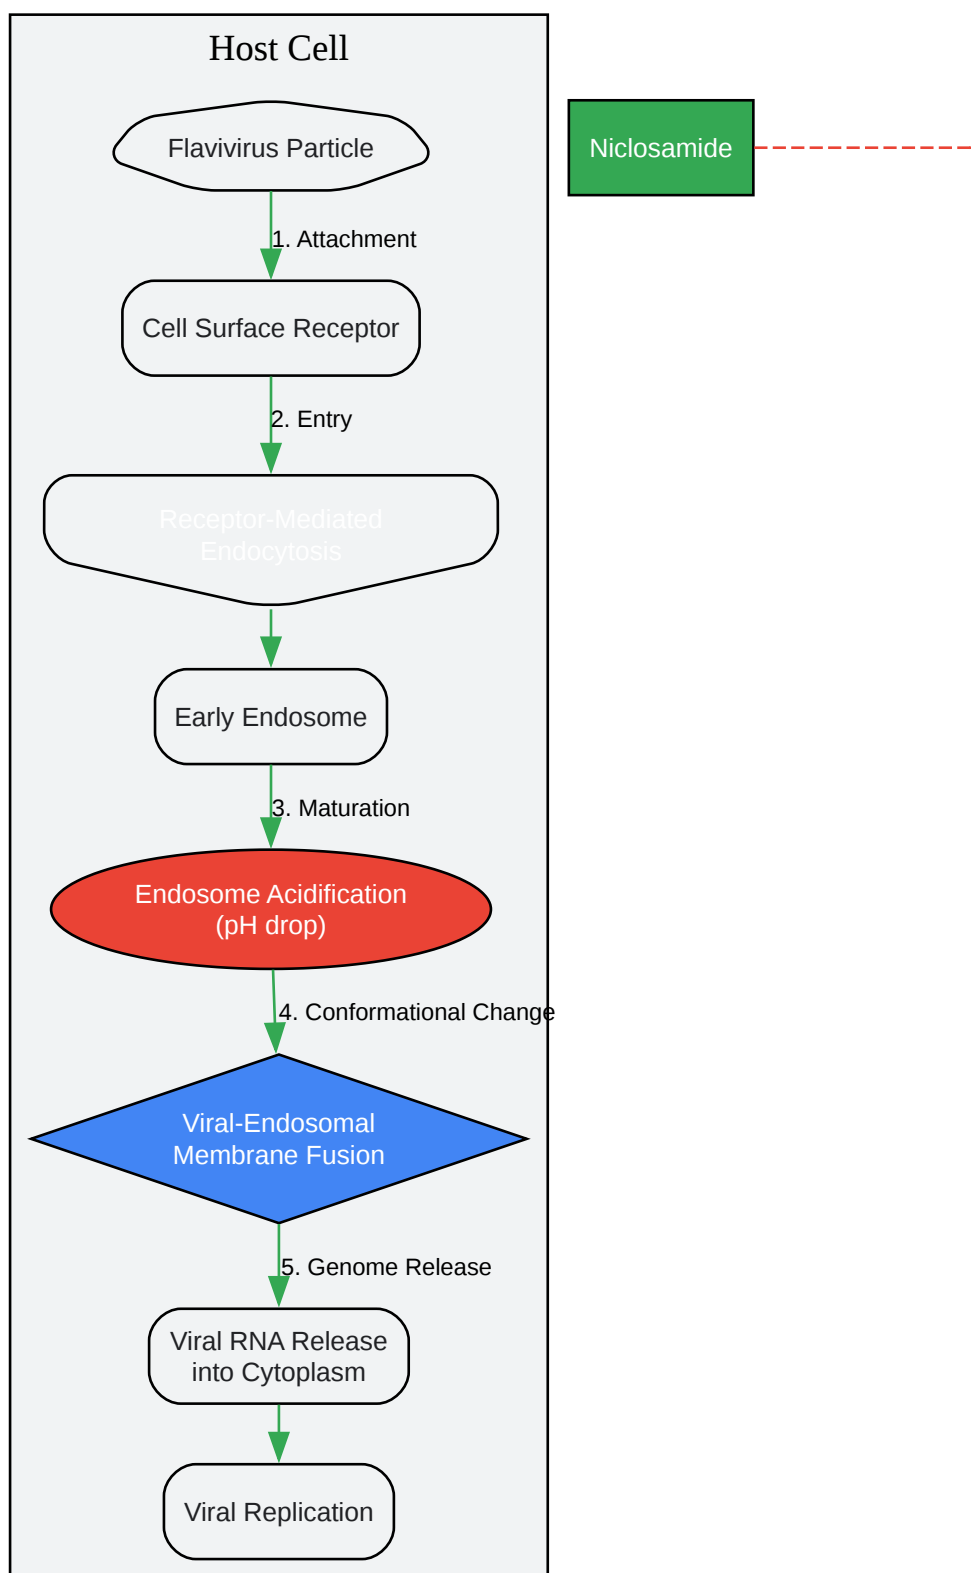 Host Cell
Flavivirus Particle
Niclosamide
1. Attachment
Cell Surface Receptor
2. Entry
Receptor-Mediated
Endocytosis
Early Endosome
3. Maturation
Endosome Acidification
(pH drop)
4. Conformational Change
Viral-Endosomal
Membrane Fusion
5. Genome Release
Viral RNA Release
into Cytoplasm
Viral Replication